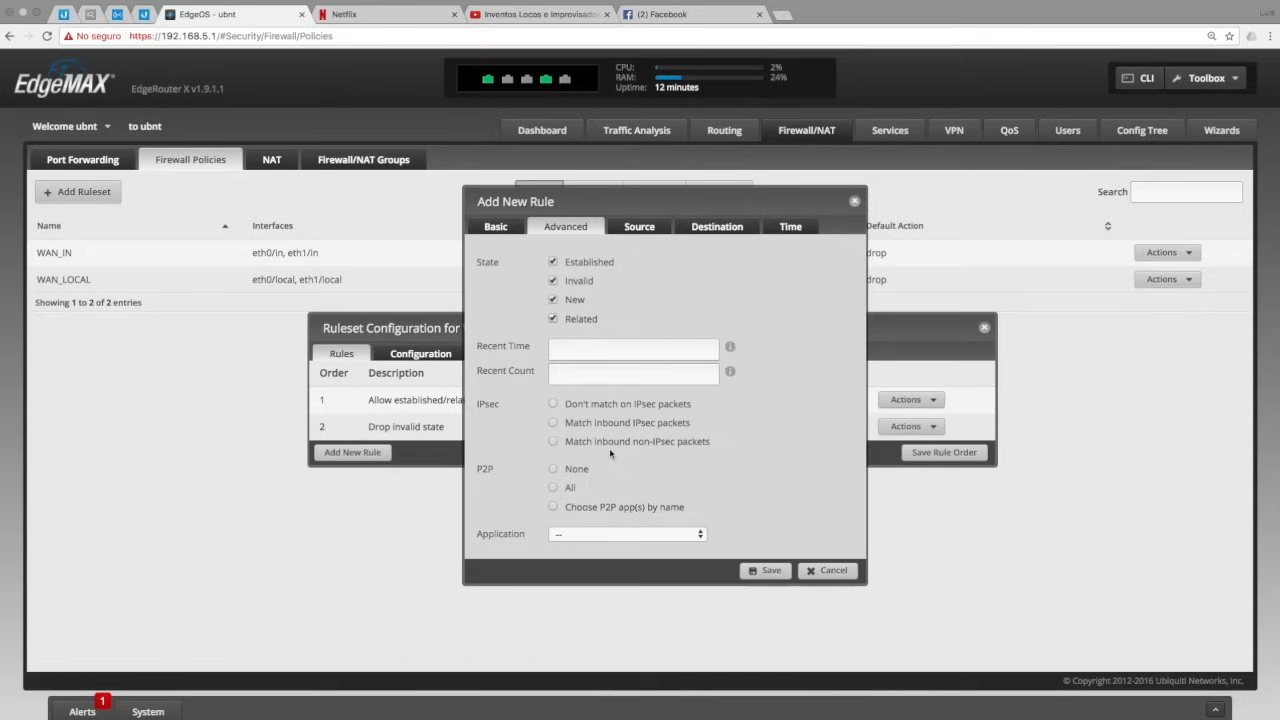 EdgeOS - ubnt
Netflix
Inventos Locos e Improvisado
(2) Facebook
Luis
No seguro https://192.168.5.1/#Security/Firewall/Policies
EdgeMAX
EdgeRouter X v1.9.1.1
CPU: 2%
RAM: 24%
Uptime: 12 minutes
CLI
Toolbox
Welcome ubnt to ubnt
Dashboard Traffic Analysis Routing Firewall/NAT Services VPN QoS Users Config Tree Wizards
Port Forwarding Firewall Policies NAT Firewall/NAT Groups
+ Add Ruleset
Search
Name Interfaces Default Action
WAN_IN eth0/in, eth1/in drop Actions
WAN_LOCAL eth0/local, eth1/local drop Actions
Showing 1 to 2 of 2 entries
Ruleset Configuration for
Rules Configuration
Order Description
1 Allow established/rela Actions
2 Drop invalid state Actions
Add New Rule Save Rule Order
Add New Rule
Basic Advanced Source Destination Time
State Established
Invalid
New
Related
Recent Time
Recent Count
IPsec Don't match on IPsec packets
Match inbound IPsec packets
Match inbound non-IPsec packets
P2P None
All
Choose P2P app(s) by name
Application --
Save Cancel
© Copyright 2012-2016 Ubiquiti Networks, Inc.
Alerts 1 System